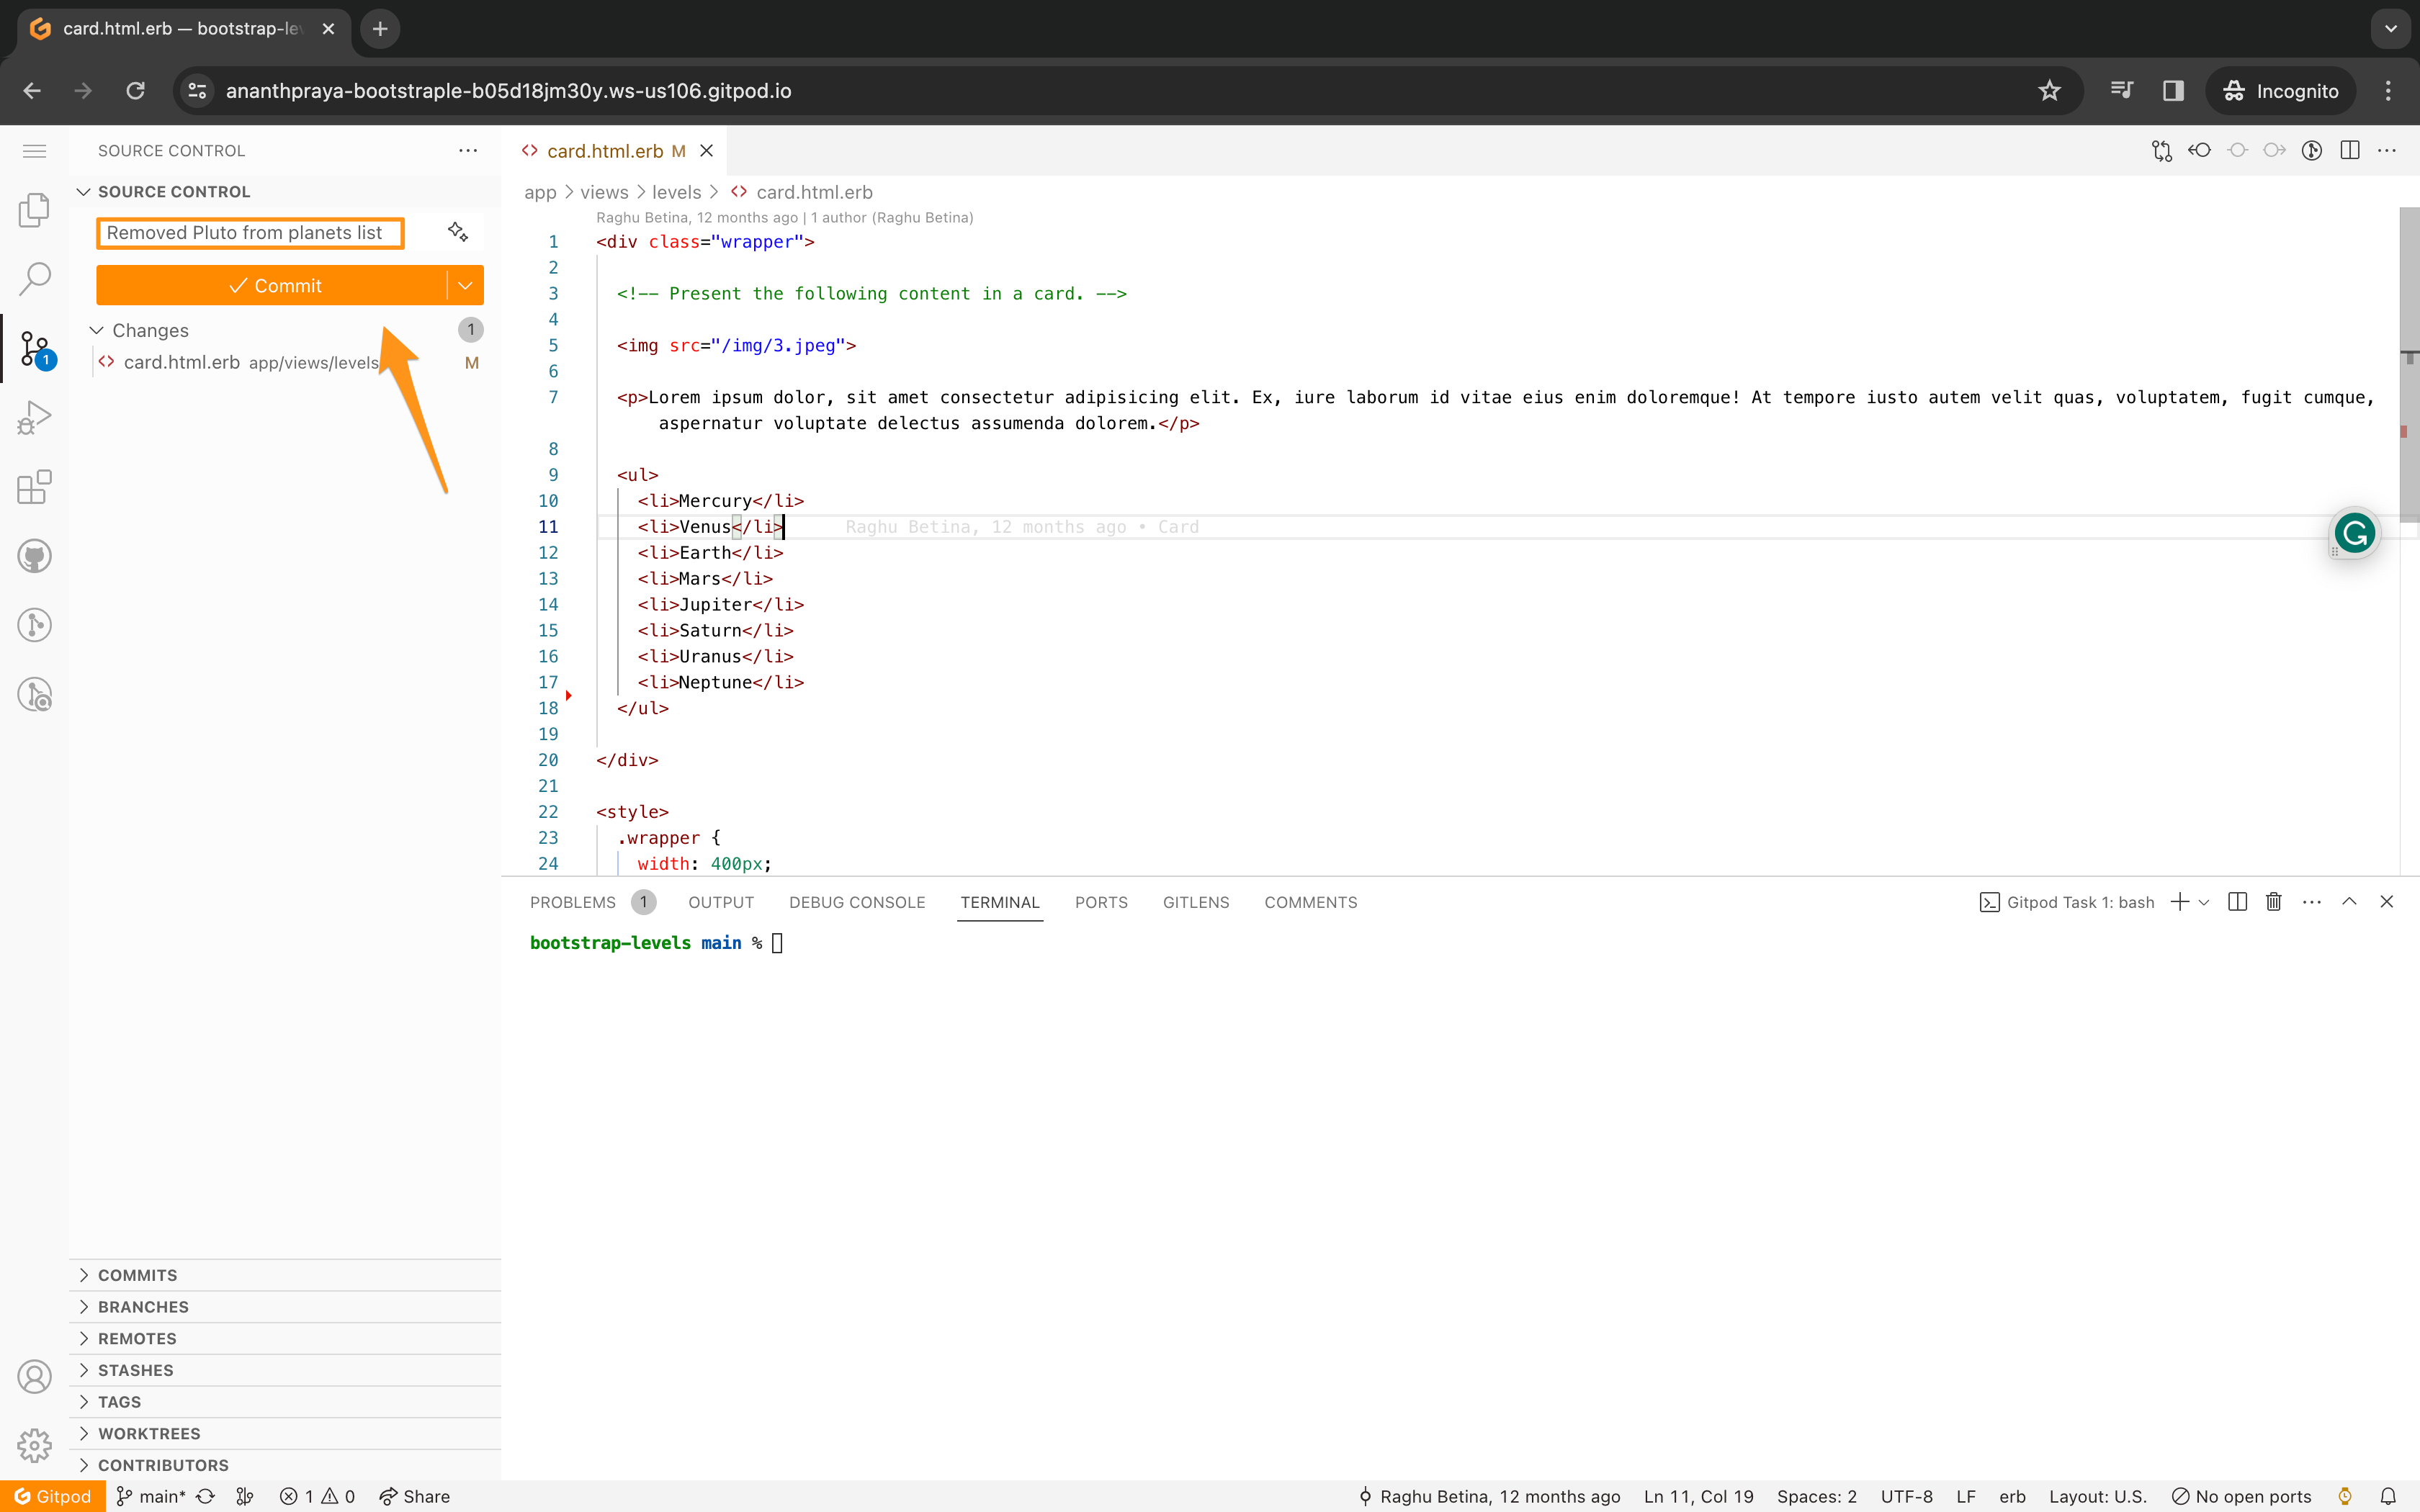 card.html.erb — bootstrap-le
ananthpraya-bootstraple-b05d18jm30y.ws-us106.gitpod.io
Incognito
SOURCE CONTROL
SOURCE CONTROL
Removed Pluto from planets list
Commit
Changes 1
card.html.erb app/views/levels M
1
card.html.erb M
app > views > levels > card.html.erb
Raghu Betina, 12 months ago | 1 author (Raghu Betina)
1 <div class="wrapper">
2
3 <!-- Present the following content in a card. -->
4
5 <img src="/img/3.jpeg">
6
7 <p>Lorem ipsum dolor, sit amet consectetur adipisicing elit. Ex, iure laborum id vitae eius enim doloremque! At tempore iusto autem velit quas, voluptatem, fugit cumque,
aspernatur voluptate delectus assumenda dolorem.</p>
8
9 <ul>
10 <li>Mercury</li>
11 <li>Venus</li> Raghu Betina, 12 months ago • Card
12 <li>Earth</li>
13 <li>Mars</li>
14 <li>Jupiter</li>
15 <li>Saturn</li>
16 <li>Uranus</li>
17 <li>Neptune</li>
18 </ul>
19
20 </div>
21
22 <style>
23 .wrapper {
24 width: 400px;
PROBLEMS 1 OUTPUT DEBUG CONSOLE TERMINAL PORTS GITLENS COMMENTS
Gitpod Task 1: bash
bootstrap-levels main %
COMMITS
BRANCHES
REMOTES
STASHES
TAGS
WORKTREES
CONTRIBUTORS
Gitpod main* 1 0 Share
Raghu Betina, 12 months ago Ln 11, Col 19 Spaces: 2 UTF-8 LF erb Layout: U.S. No open ports